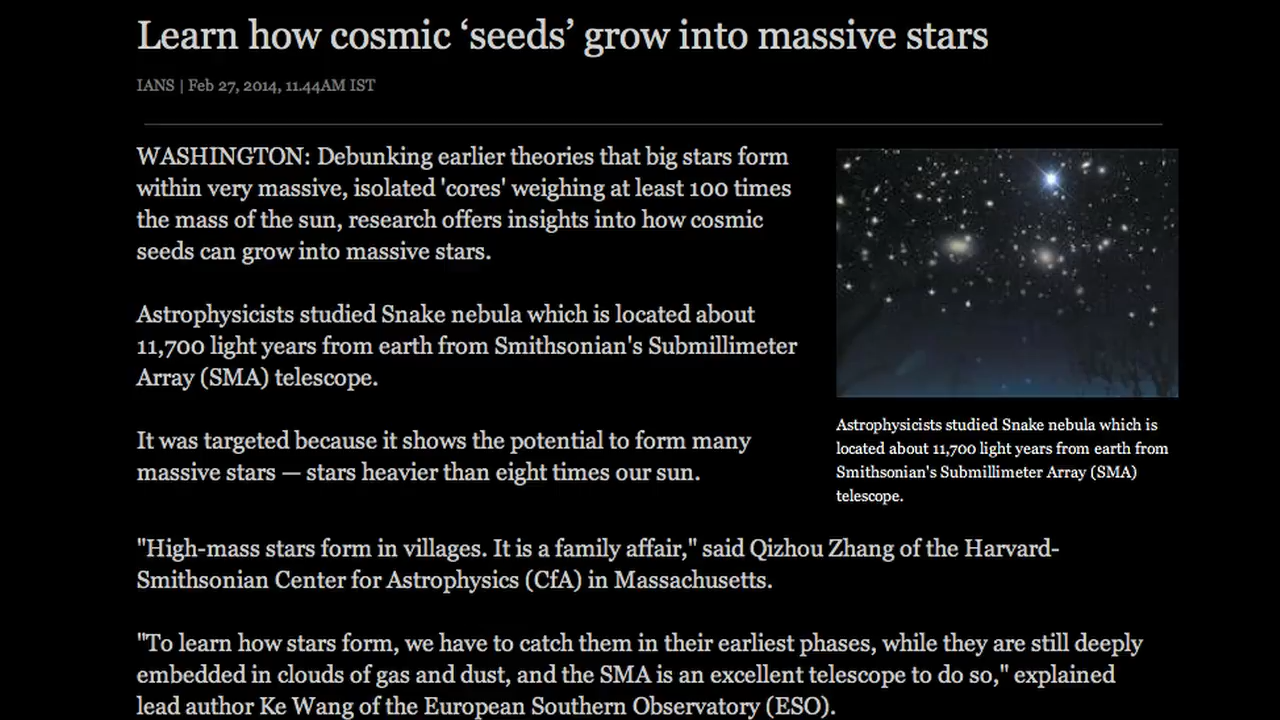 Learn how cosmic ‘seeds’ grow into massive stars
IANS | Feb 27, 2014, 11.44AM IST
WASHINGTON: Debunking earlier theories that big stars form
within very massive, isolated 'cores' weighing at least 100 times
the mass of the sun, research offers insights into how cosmic
seeds can grow into massive stars.
Astrophysicists studied Snake nebula which is located about
11,700 light years from earth from Smithsonian's Submillimeter
Array (SMA) telescope.
It was targeted because it shows the potential to form many
massive stars — stars heavier than eight times our sun.
Astrophysicists studied Snake nebula which is
located about 11,700 light years from earth from
Smithsonian's Submillimeter Array (SMA)
telescope.
"High-mass stars form in villages. It is a family affair," said Qizhou Zhang of the Harvard-
Smithsonian Center for Astrophysics (CfA) in Massachusetts.
"To learn how stars form, we have to catch them in their earliest phases, while they are still deeply
embedded in clouds of gas and dust, and the SMA is an excellent telescope to do so," explained
lead author Ke Wang of the European Southern Observatory (ESO).